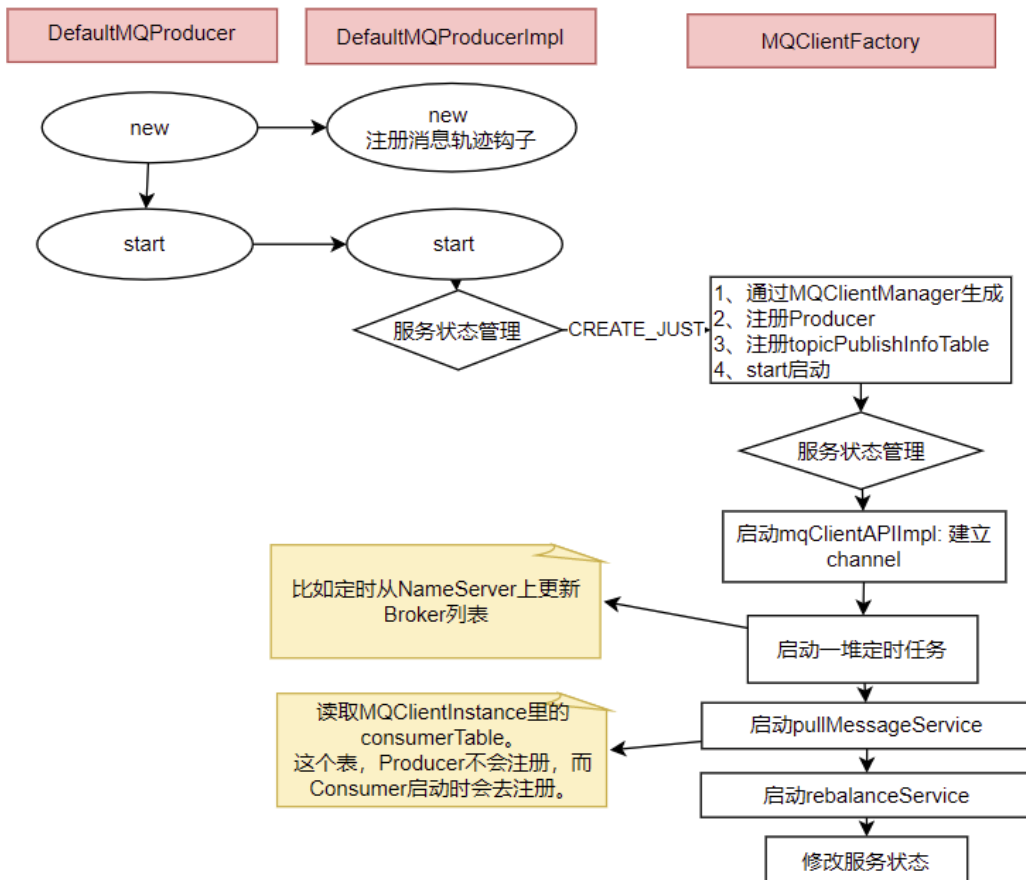 DefaultMQProducer
DefaultMQProducerImpl
MQClientFactory
new
new
注册消息轨迹钩子
start
start
服务状态管理
CREATE_JUST
1、通过MQClientManager生成
2、注册Producer
3、注册topicPublishInfoTable
4、start启动
服务状态管理
启动mqClientAPIImpl: 建立
channel
比如定时从NameServer上更新
Broker列表
启动一堆定时任务
读取MQClientInstance里的
consumerTable。
这个表，Producer不会注册，而
Consumer启动时会去注册。
启动pullMessageService
启动rebalanceService
修改服务状态